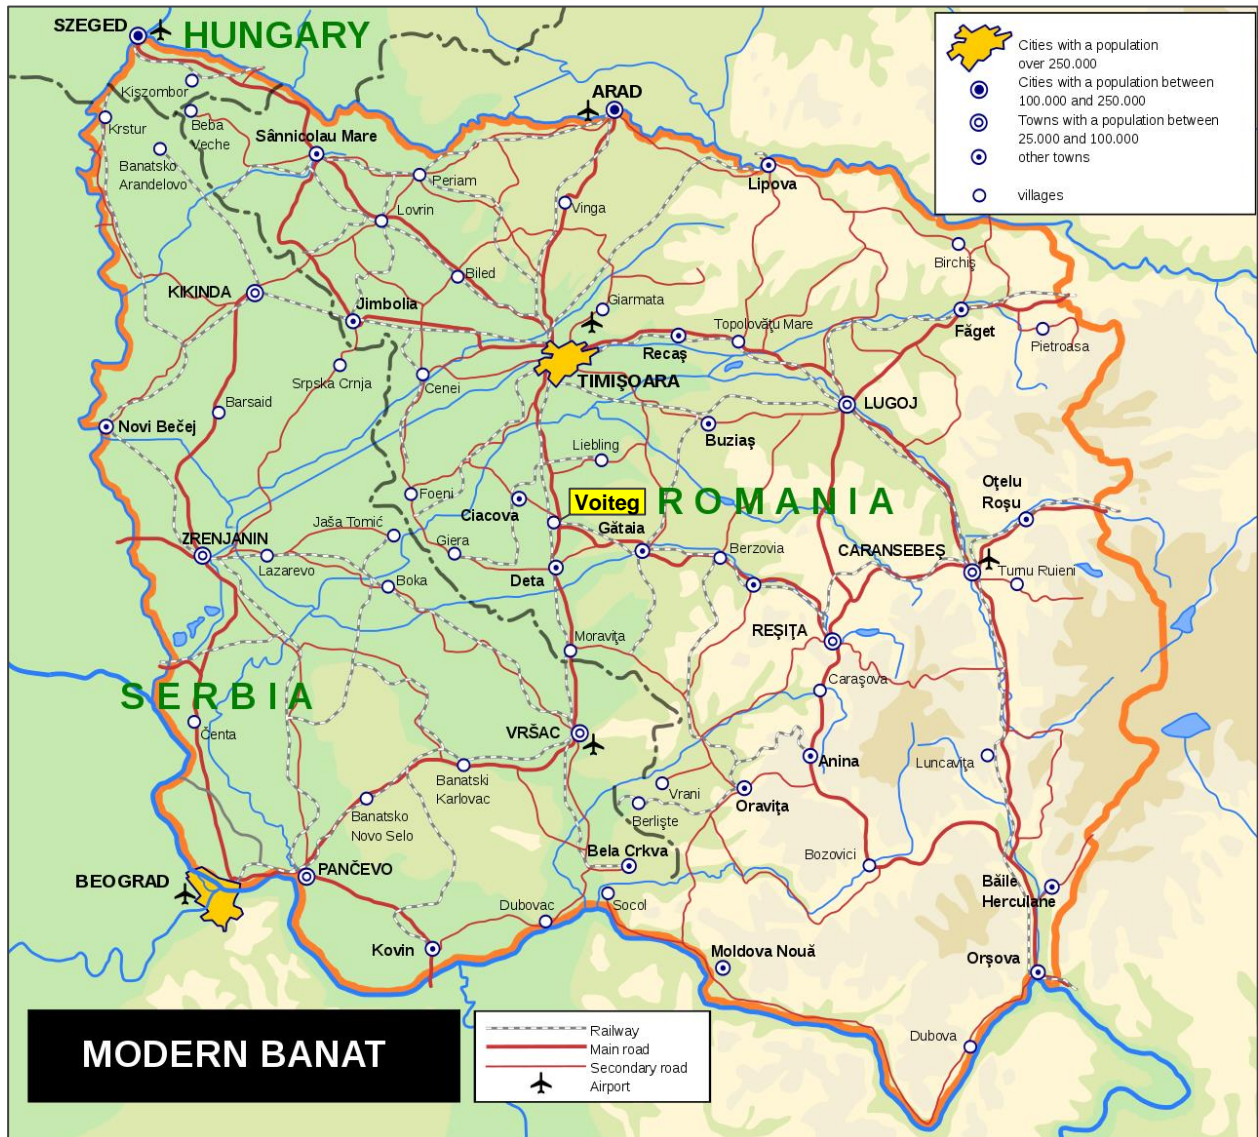 SZEGED
HUNGARY
Cities with a population
over 250.000
Cities with a population between
100.000 and 250.000
Towns with a population between
25.000 and 100.000
other towns
villages
Kiszombor
ARAD
Krstur
Beba
Veche
Sânnicolau Mare
Banatsko
Arandelovo
Periam
Lipova
Lovrin
Vinga
Birchiş
Biled
KIKINDA
Jimbolia
Giarmata
Topolovăţu Mare
Făget
Recaş
Pietroasa
Srpska Crnja
Cenei
TIMIŞOARA
Barsaid
LUGOJ
Novi Bečej
Buziaş
Liebling
Oţelu
Roşu
Foeni
Voiteg
ROMANIA
Ciacova
Jaša Tomić
Gătaia
ZRENJANIN
Giera
Berzovia
CARANSEBEŞ
Lazarevo
Deta
Turnu Ruieni
Boka
REŞIŢA
Moraviţa
SERBIA
Caraşova
Čenta
VRŠAC
Anina
Luncaviţa
Banatski
Karlovac
Vrani
Oraviţa
Banatsko
Novo Selo
Berlişte
Bela Crkva
Bozovici
PANČEVO
BEOGRAD
Băile
Herculane
Dubovac
Socol
Kovin
Moldova Nouă
Orşova
Dubova
MODERN BANAT
Railway
Main road
Secondary road
Airport